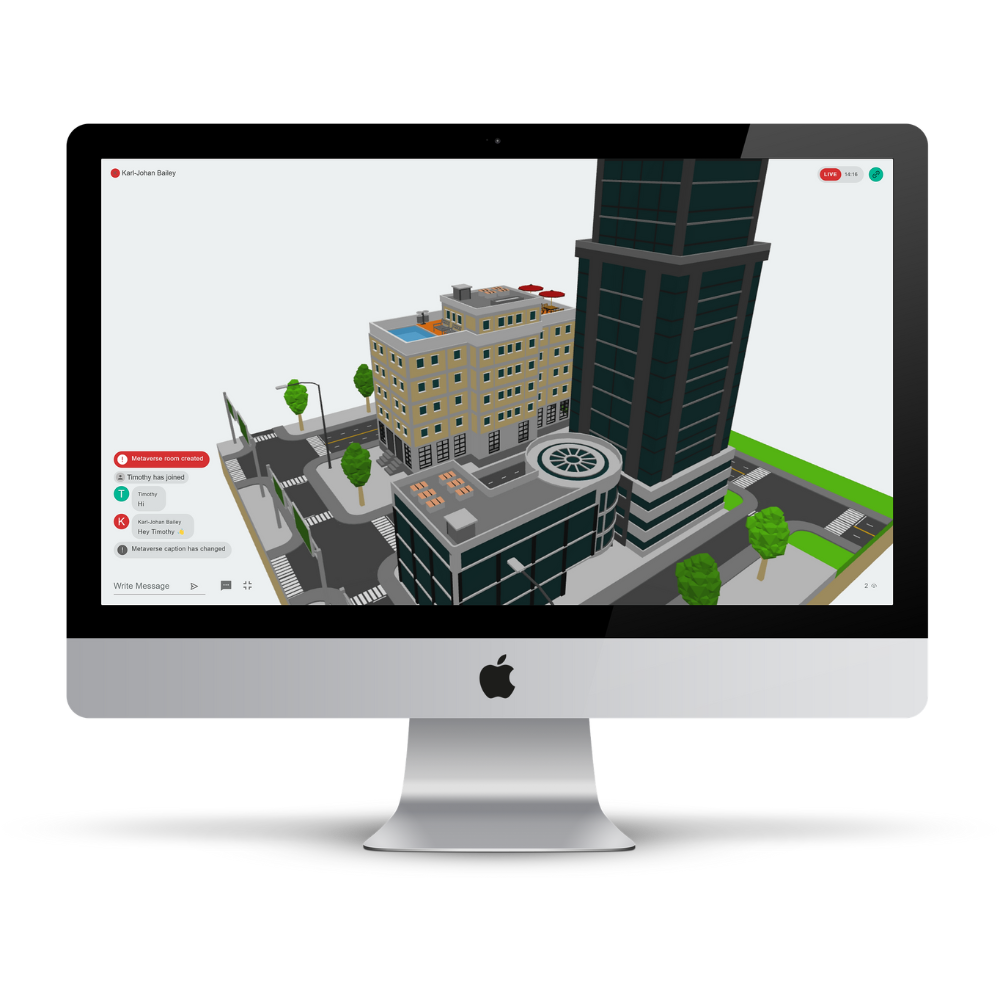 Karl-Johan Bailey
LIVE 14:16
Metaverse room created
Timothy has joined
T Timothy
Hi
K Karl-Johan Bailey
Hey Timothy 👋
Metaverse caption has changed
Write Message
2